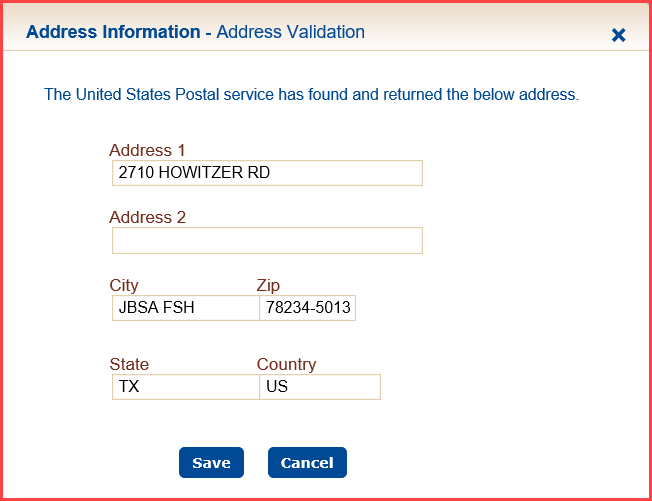 Address Information - Address Validation
The United States Postal service has found and returned the below address.
Address 1
2710 HOWITZER RD
Address 2
City Zip
JBSA FSH 78234-5013
State Country
TX US
Save Cancel